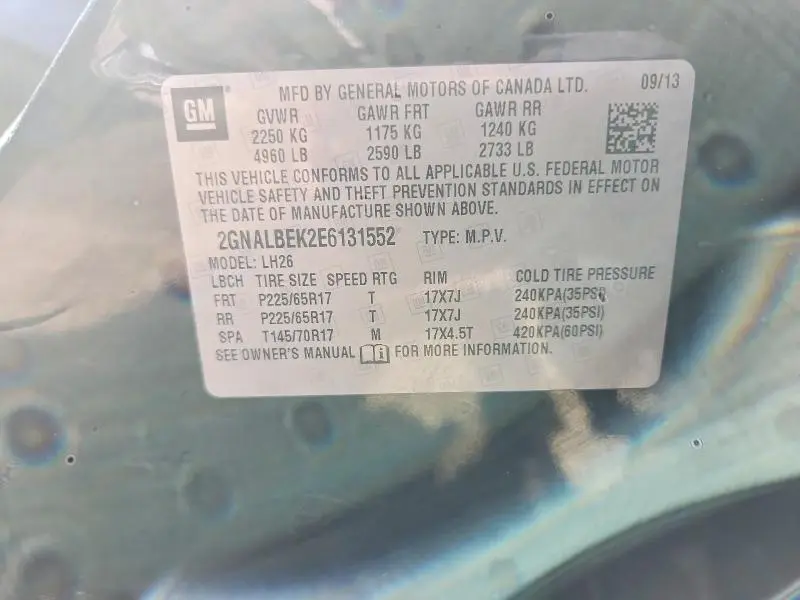 GM
MFD BY GENERAL MOTORS OF CANADA LTD. 09/13
GVWR GAWR FRT GAWR RR
2250 KG 1175 KG 1240 KG
4960 LB 2590 LB 2733 LB
THIS VEHICLE CONFORMS TO ALL APPLICABLE U.S. FEDERAL MOTOR
VEHICLE SAFETY AND THEFT PREVENTION STANDARDS IN EFFECT ON
THE DATE OF MANUFACTURE SHOWN ABOVE.
2GNALBEK2E6131552 TYPE: M.P.V.
MODEL: LH26
LBCH TIRE SIZE SPEED RTG RIM COLD TIRE PRESSURE
FRT P225/65R17 T 17X7J 240KPA(35PSI)
RR P225/65R17 T 17X7J 240KPA(35PSI)
SPA T145/70R17 M 17X4.5T 420KPA(60PSI)
SEE OWNER'S MANUAL FOR MORE INFORMATION.